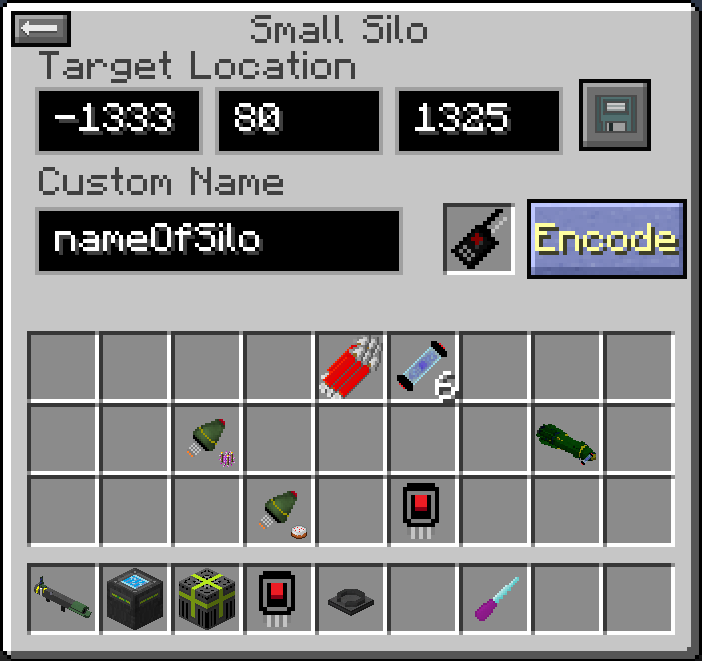 Small Silo
Target Location
-1333 80 1325
Custom Name
nameOfSilo
Encode
6